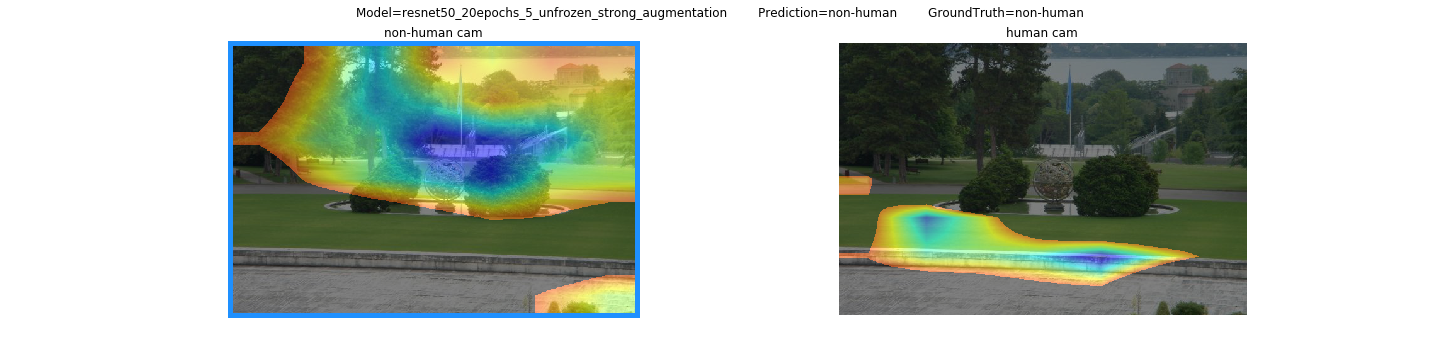 Model=resnet50_20epochs_5_unfrozen_strong_augmentation Prediction=non-human GroundTruth=non-human
non-human cam
human cam